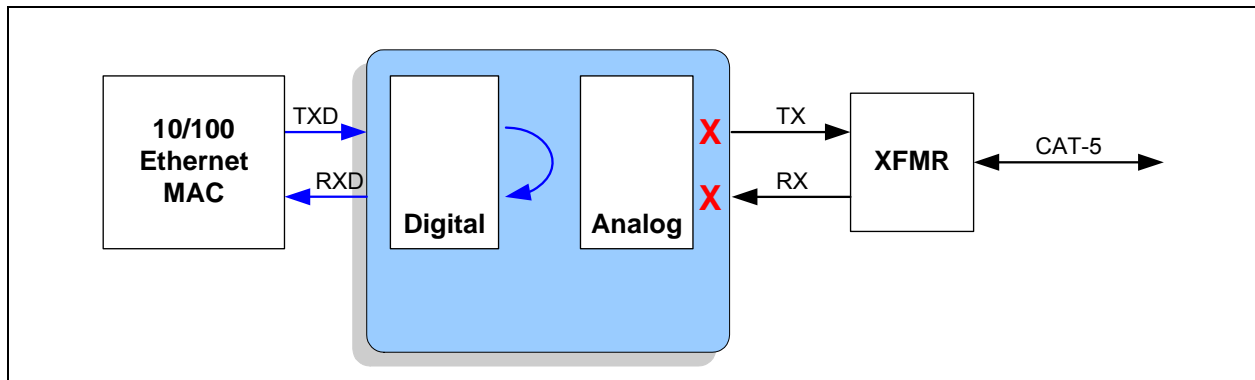 10/100
Ethernet
MAC
TXD
RXD
Digital
Analog
X
X
TX
RX
XFMR
CAT-5